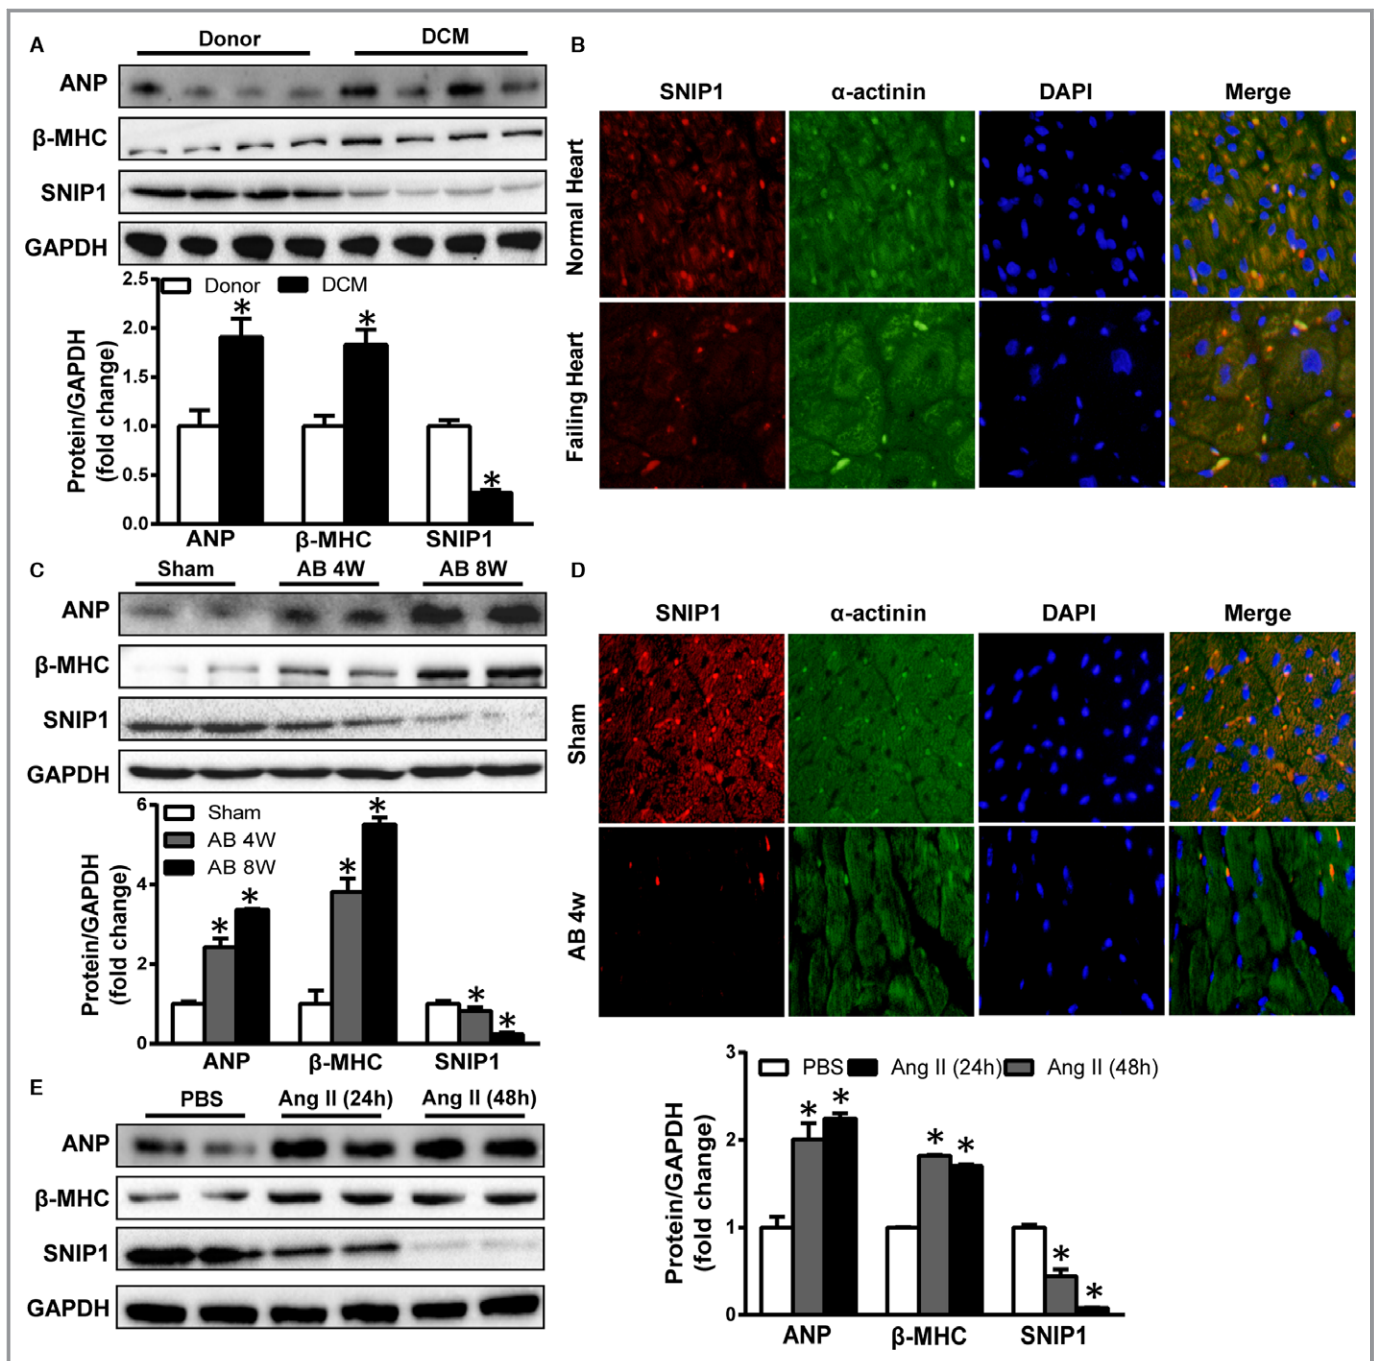 A
Donor DCM
ANP
β-MHC
SNIP1
GAPDH
2.5
2.0
1.5
1.0
0.5
0.0
Protein/GAPDH
(fold change)
Donor DCM
* * *
ANP β-MHC SNIP1
B
SNIP1 α-actinin DAPI Merge
Normal Heart
Failing Heart
C
Sham AB 4W AB 8W
ANP
β-MHC
SNIP1
GAPDH
6
4
2
0
Protein/GAPDH
(fold change)
Sham
AB 4W
AB 8W
* * * * * *
ANP β-MHC SNIP1
D
SNIP1 α-actinin DAPI Merge
Sham
AB 4w
E
PBS Ang II (24h) Ang II (48h)
ANP
β-MHC
SNIP1
GAPDH
3
2
1
0
Protein/GAPDH
(fold change)
PBS Ang II (24h) Ang II (48h)
* * * * * *
ANP β-MHC SNIP1